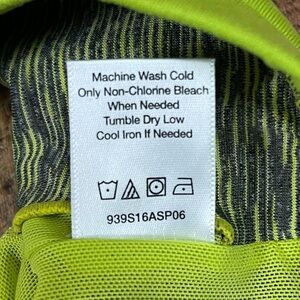 Machine Wash Cold
Only Non-Chlorine Bleach
When Needed
Tumble Dry Low
Cool Iron If Needed
939S16ASP06